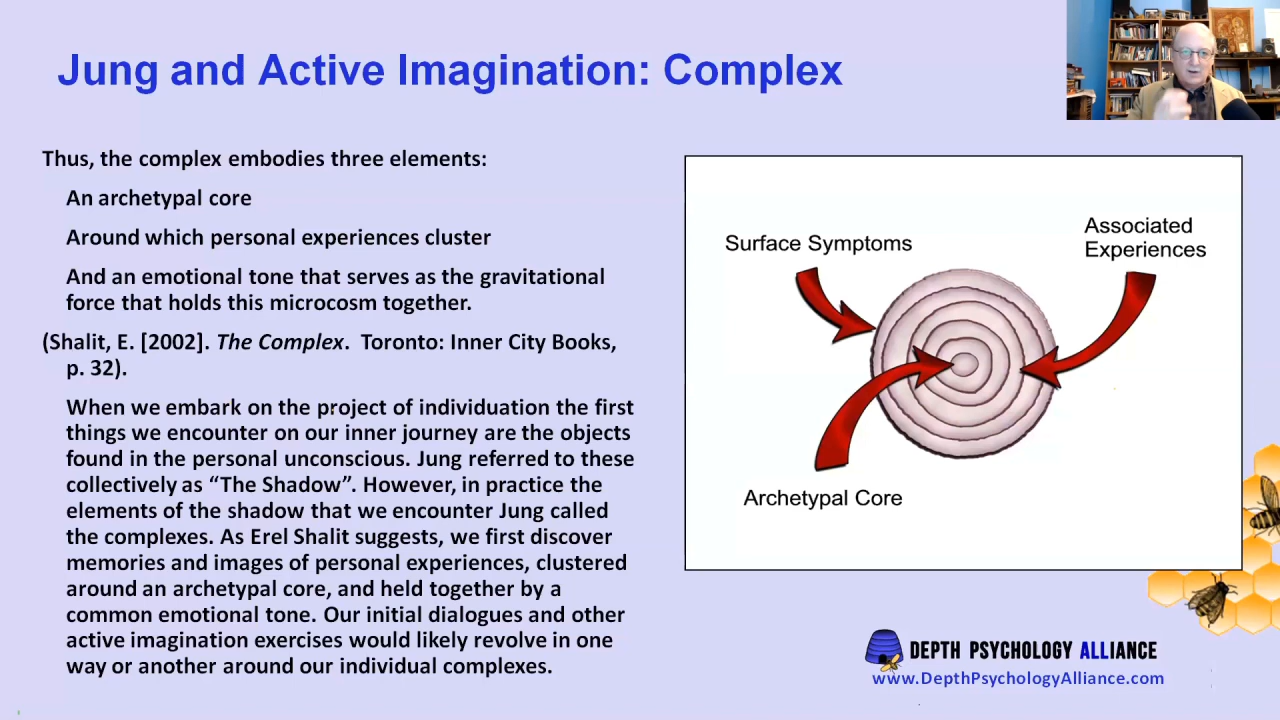 Jung and Active Imagination: Complex
Thus, the complex embodies three elements:
An archetypal core
Around which personal experiences cluster
And an emotional tone that serves as the gravitational
force that holds this microcosm together.
(Shalit, E. [2002]. The Complex. Toronto: Inner City Books,
p. 32).
When we embark on the project of individuation the first
things we encounter on our inner journey are the objects
found in the personal unconscious. Jung referred to these
collectively as “The Shadow”. However, in practice the
elements of the shadow that we encounter Jung called
the complexes. As Erel Shalit suggests, we first discover
memories and images of personal experiences, clustered
around an archetypal core, and held together by a
common emotional tone. Our initial dialogues and other
active imagination exercises would likely revolve in one
way or another around our individual complexes.
Surface Symptoms
Associated
Experiences
Archetypal Core
DEPTH PSYCHOLOGY ALLIANCE
www.DepthPsychologyAlliance.com